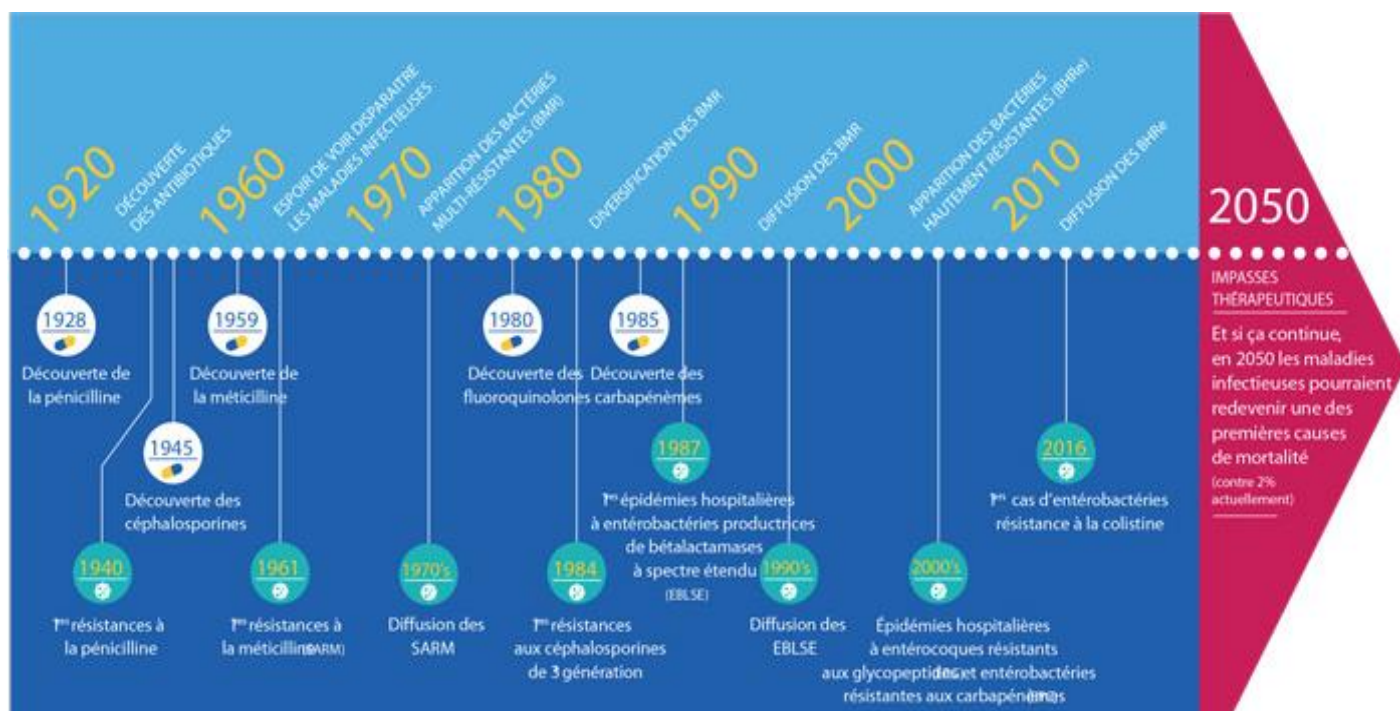 1920
DÉCOUVERTE
DES ANTIBIOTIQUES
1960
ESPOIR DE VOIR DISPARAITRE
LES MALADIES INFECTIEUSES
1970
APPARITION DES BACTÉRIES
MULTI-RÉSISTANTES (BMR)
1980
DIVERSIFICATION DES BMR
1990
DIFFUSION DES BMR
2000
APPARITION DES BACTÉRIES
HAUTEMENT RÉSISTANTES (BHRe)
2010
DIFFUSION DES BHRe
2050
IMPASSES
THÉRAPEUTIQUES
Et si ça continue,
en 2050 les maladies
infectieuses pourraient
redevenir une des
premières causes
de mortalité
(contre 2%
actuellement)
1928
Découverte de
la pénicilline
1959
Découverte de
la méticilline
1980
Découverte des
fluoroquinolones
1985
Découverte des
carbapénèmes
1945
Découverte des
céphalosporines
1987
1res épidémies hospitalières
à entérobactéries productrices
de bétalactamases
à spectre étendu
(EBLSE)
2016
1ers cas d'entérobactéries
résistance à la colistine
1940
1res résistances à
la pénicilline
1961
1res résistances à
la méticilline (SARM)
1970's
Diffusion des
SARM
1984
1res résistances
aux céphalosporines
de 3 génération
1990's
Diffusion des
EBLSE
2000's
Épidémies hospitalières
à entérocoques résistants
aux glycopeptides et entérobactéries
résistantes aux carbapénèmes